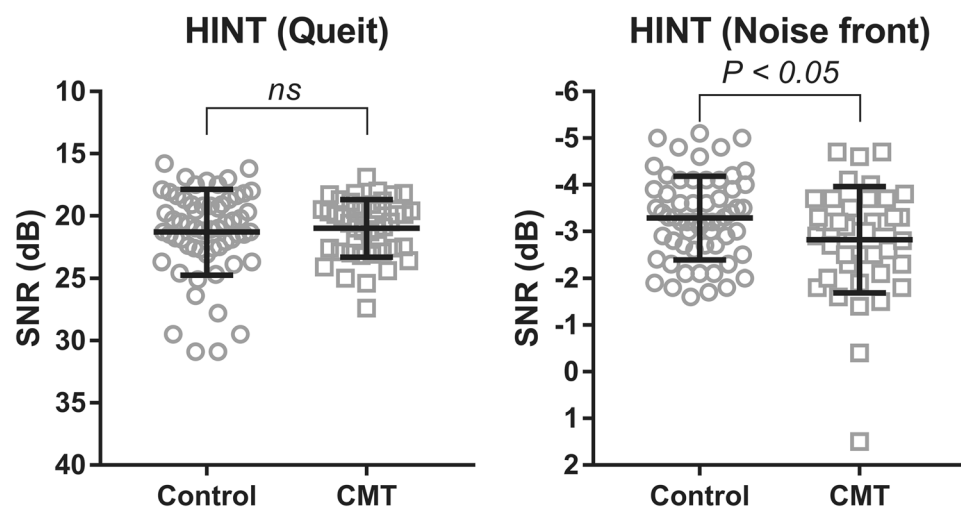 HINT (Queit)
ns
SNR (dB)
10
15
20
25
30
35
40
Control CMT
HINT (Noise front)
P < 0.05
SNR (dB)
-6
-5
-4
-3
-2
-1
0
1
2
Control CMT